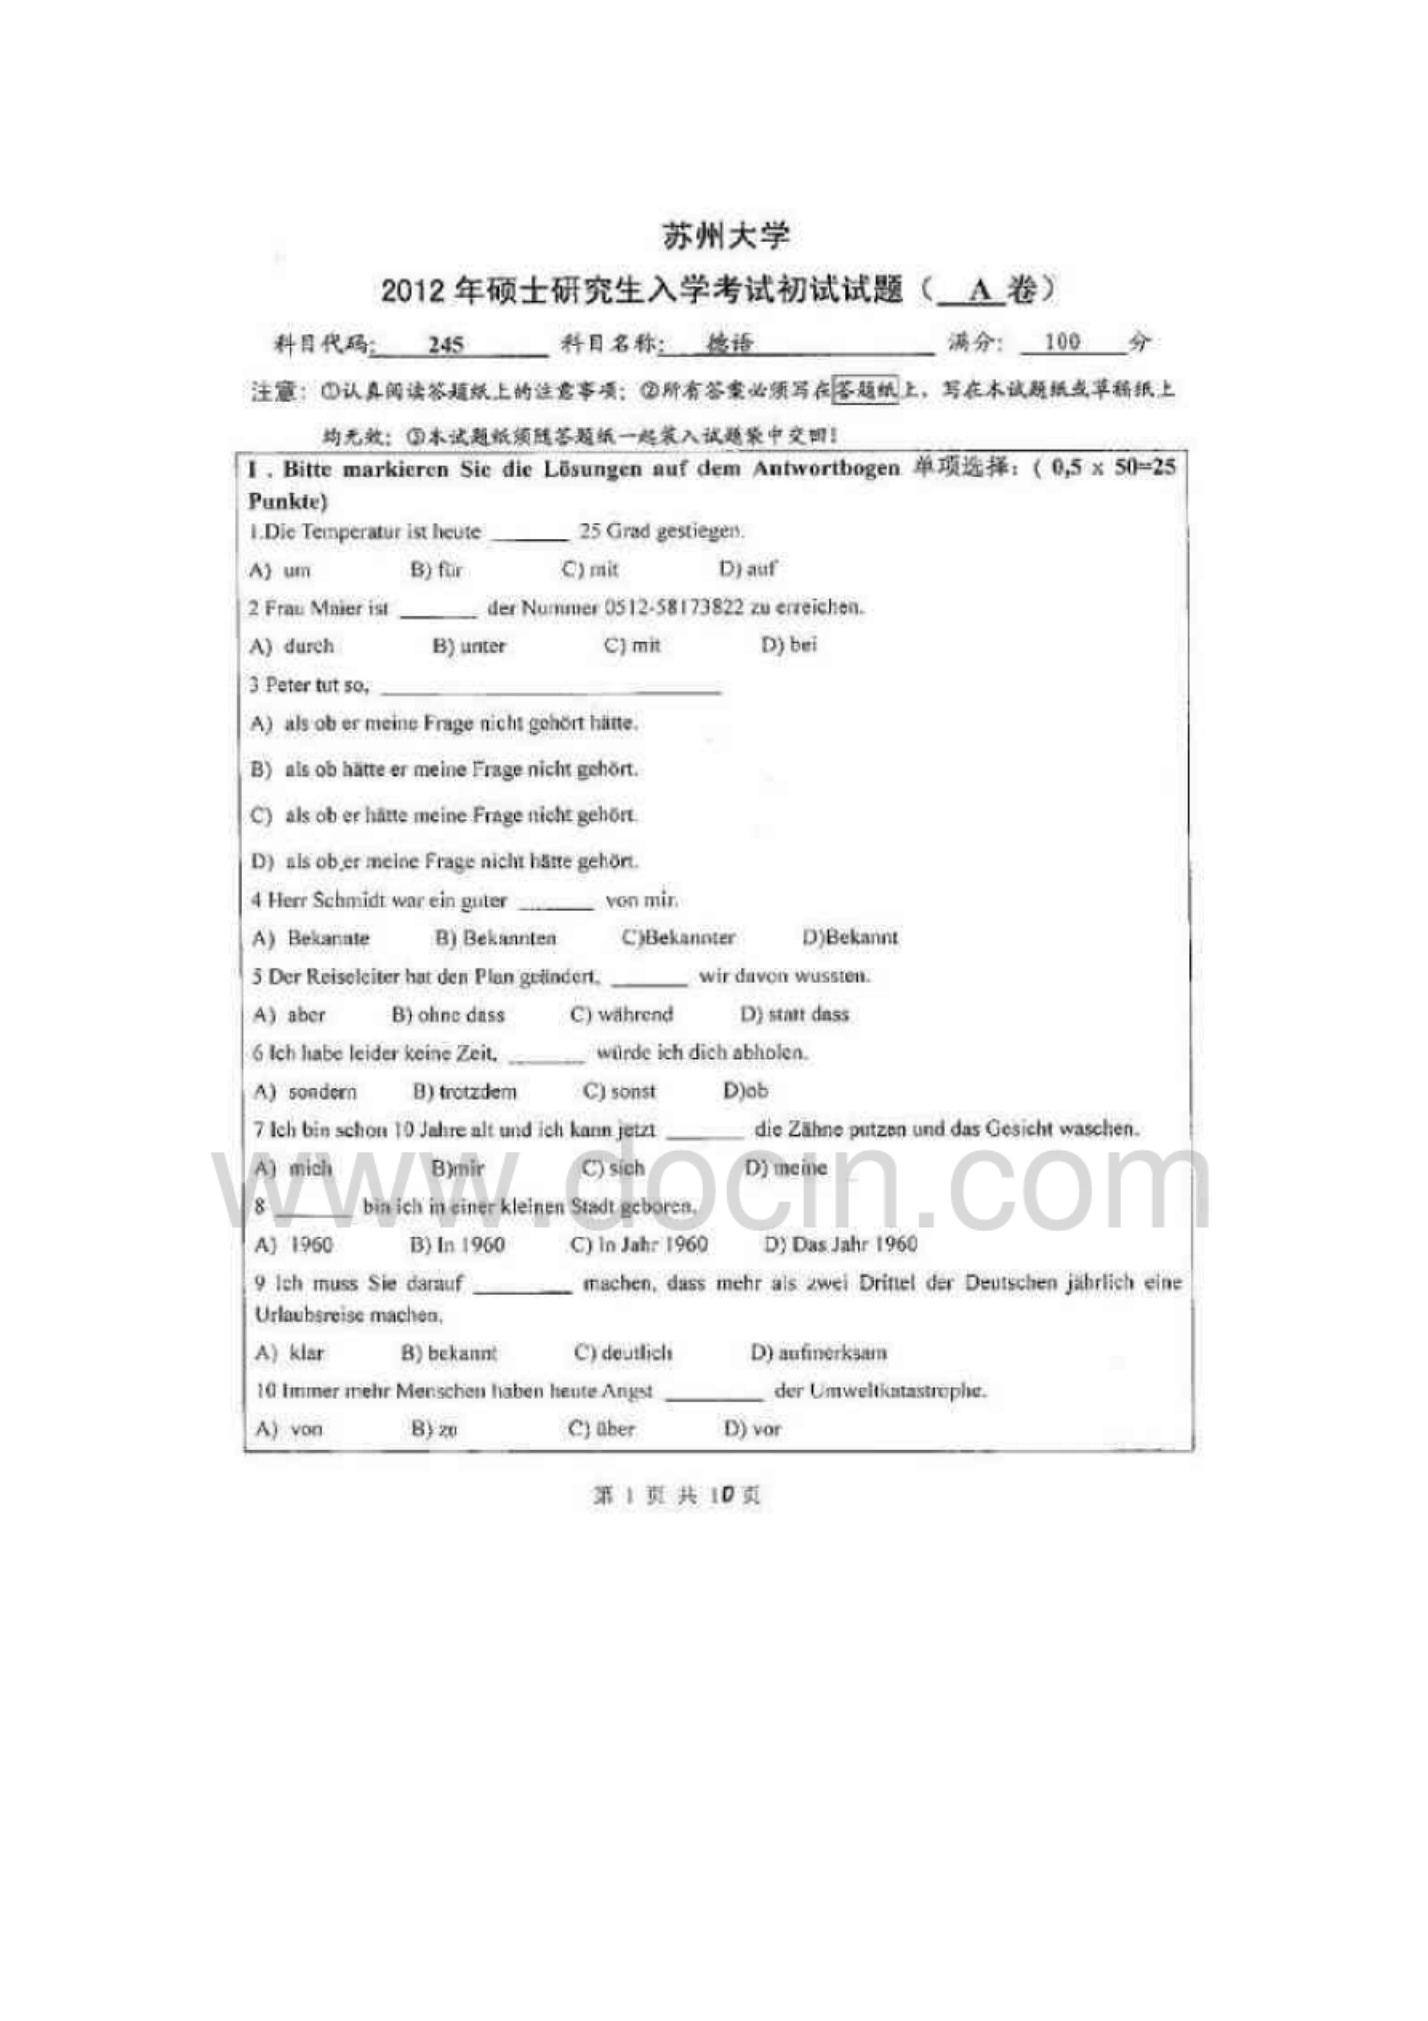 苏州大学
2012 年硕士研究生入学考试初试试题（ A 卷）
科目代码: 245 科目名称: 德语 满分: 100 分
注意: ①认真阅读答题纸上的注意事项; ②所有答案必须写在答题纸上，写在本试题纸或草稿纸上
均无效; ③本试题纸须随答题纸一起装入试题袋中交回!
I . Bitte markieren Sie die Lösungen auf dem Antwortbogen 单项选择: ( 0,5 x 50=25
Punkte)
1.Die Temperatur ist heute ______ 25 Grad gestiegen.
A) um B) für C) mit D) auf
2 Frau Maier ist ______ der Nummer 0512-58173822 zu erreichen.
A) durch B) unter C) mit D) bei
3 Peter tut so, ______
A) als ob er meine Frage nicht gehört hätte.
B) als ob hätte er meine Frage nicht gehört.
C) als ob er hätte meine Frage nicht gehört.
D) als ob er meine Frage nicht hätte gehört.
4 Herr Schmidt war ein guter ______ von mir.
A) Bekannte B) Bekannten C)Bekannter D)Bekannt
5 Der Reiseleiter hat den Plan geändert, ______ wir davon wussten.
A) aber B) ohne dass C) während D) statt dass
6 Ich habe leider keine Zeit, ______ würde ich dich abholen.
A) sondern B) trotzdem C) sonst D)ob
7 Ich bin schon 10 Jahre alt und ich kann jetzt ______ die Zähne putzen und das Gesicht waschen.
A) mich B)mir C) sich D) meine
www.docin.com
8 ______ bin ich in einer kleinen Stadt geboren.
A) 1960 B) In 1960 C) In Jahr 1960 D) Das Jahr 1960
9 Ich muss Sie darauf ______ machen, dass mehr als zwei Drittel der Deutschen jährlich eine
Urlaubsreise machen.
A) klar B) bekannt C) deutlich D) aufmerksam
10 Immer mehr Menschen haben heute Angst ______ der Umweltkatastrophe.
A) von B) zu C) über D) vor
第 1 页 共 10 页